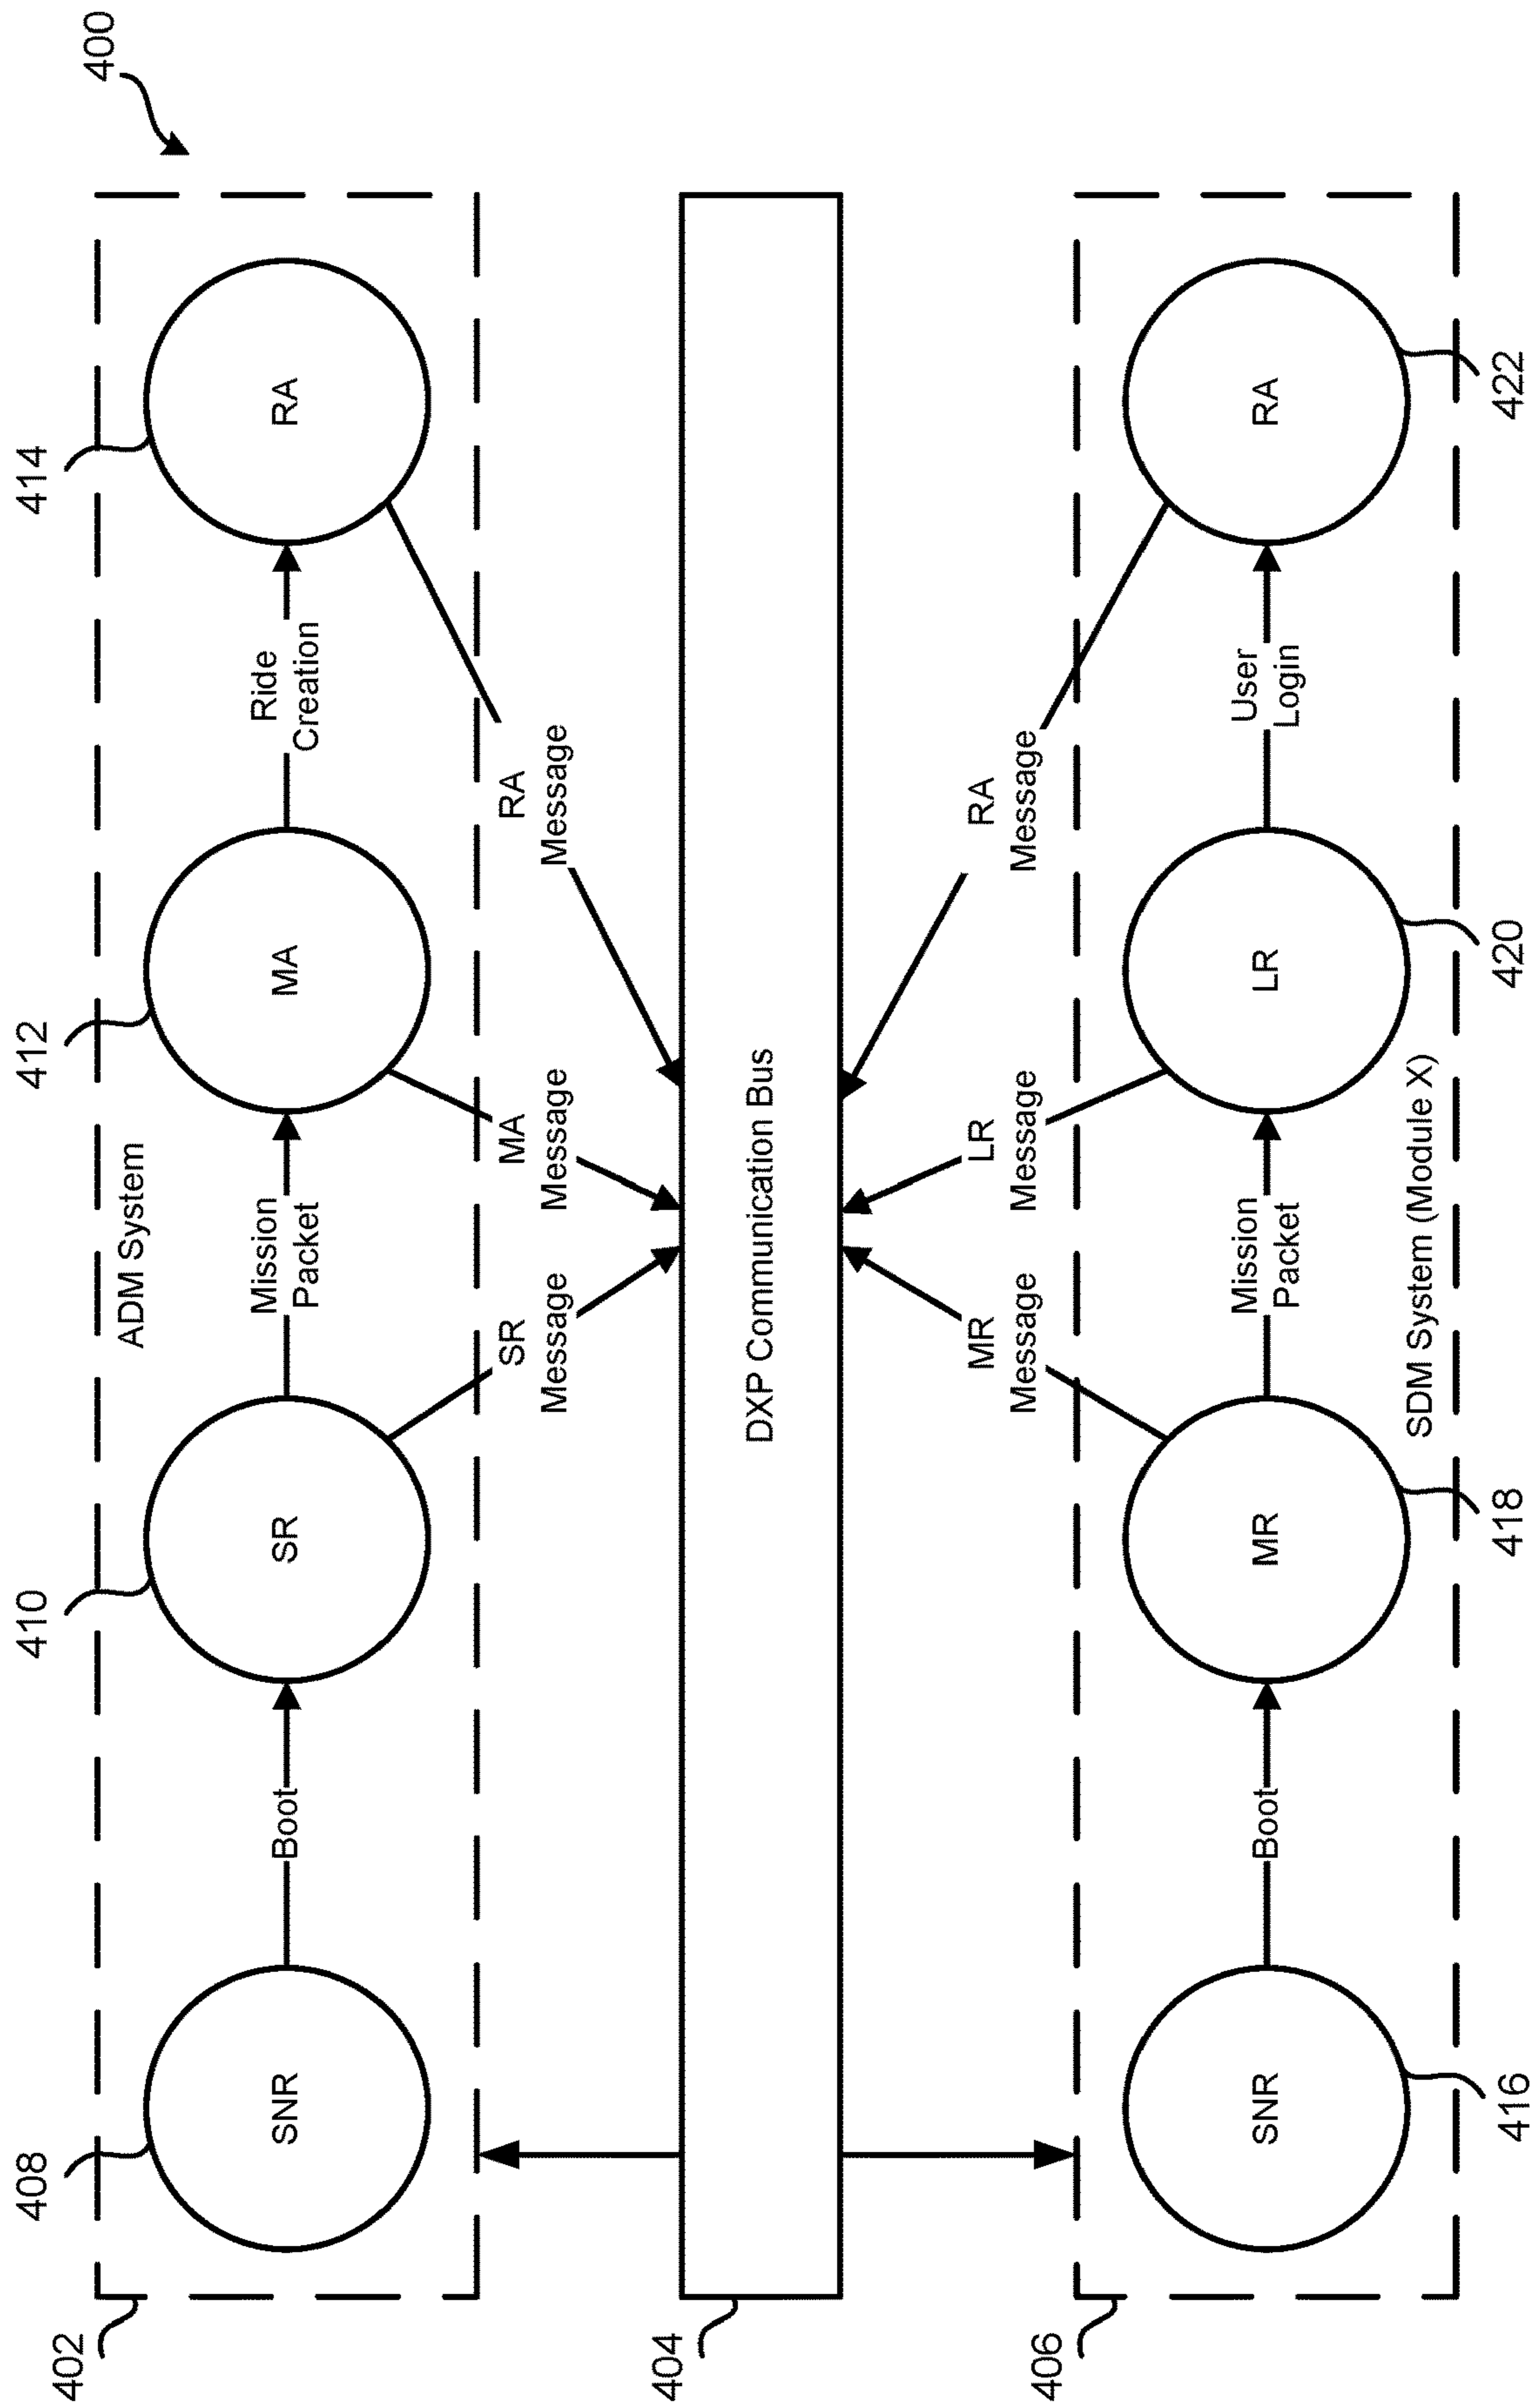 400
402
408
410
412
414
ADM System
SNR
Boot
SR
Mission
Packet
MA
Ride
Creation
RA
SR
Message
MA
Message
RA
Message
404
DXP Communication Bus
MR
Message
LR
Message
RA
Message
406
SNR
Boot
MR
Mission
Packet
LR
User
Login
RA
SDM System (Module X)
416
418
420
422